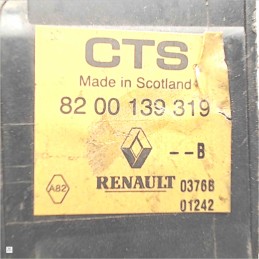 CTS
Made in Scotland
82 00 139 319
--B
A82
RENAULT 0376B
01242